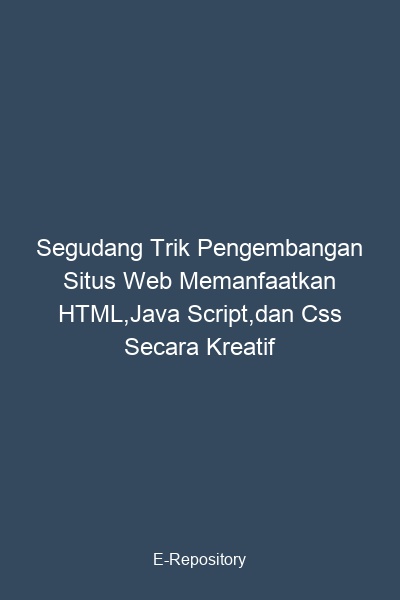 Segudang Trik Pengembangan
Situs Web Memanfaatkan
HTML,Java Script,dan Css
Secara Kreatif
E-Repository